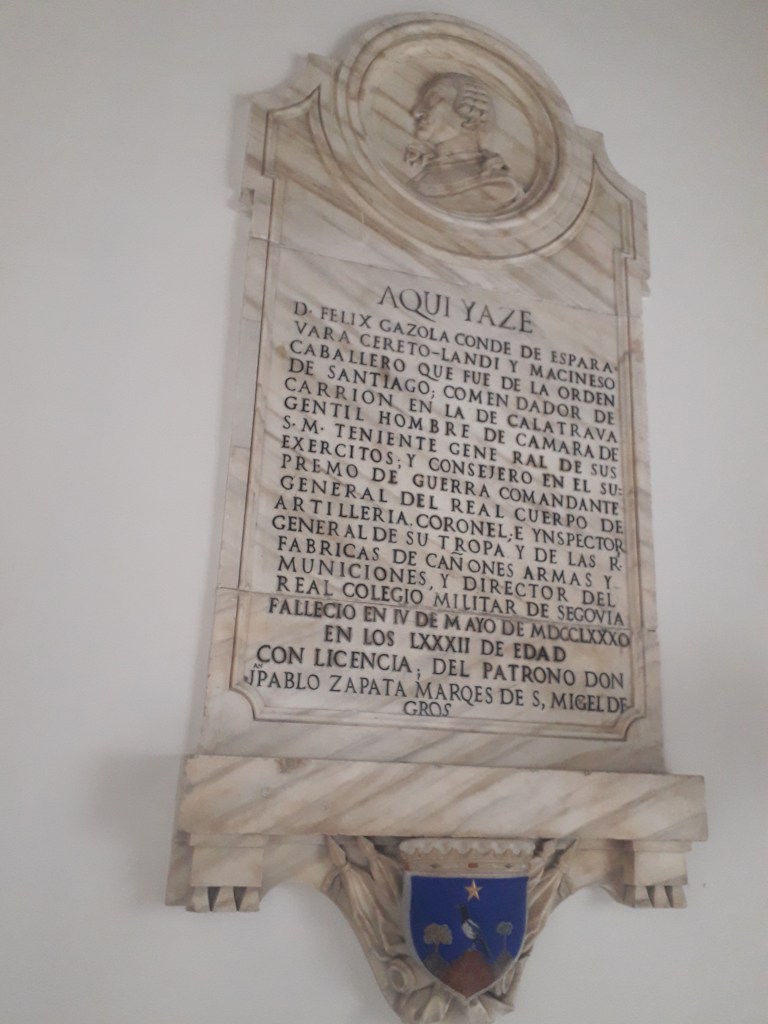 AQUI YAZE
D. FELIX GAZOLA CONDE DE ESPARA-
VARA CERETO-LANDI Y MACINESO
CABALLERO QUE FUE DE LA ORDEN
DE SANTIAGO; COMENDADOR DE
CARRION EN LA DE CALATRAVA
GENTIL HOMBRE DE CAMARA DE
S. M. TENIENTE GENERAL DE SUS
EXERCITOS; Y CONSEJERO EN EL SU:
PREMO DE GUERRA COMANDANTE
GENERAL DEL REAL CUERPO DE
ARTILLERIA. CORONEL; E YNSPECTOR
GENERAL DE SU TROPA Y DE LAS R.
FABRICAS DE CAÑONES ARMAS Y
MUNICIONES, Y DIRECTOR DEL
REAL COLEGIO MILITAR DE SEGOVIA
FALLECIO EN IV DE MAYO DE MDCCLXXXO
EN LOS LXXXII DE EDAD
CON LICENCIA; DEL PATRONO DON
JPABLO ZAPATA MARQES DE S, MIGEL DE
GROS